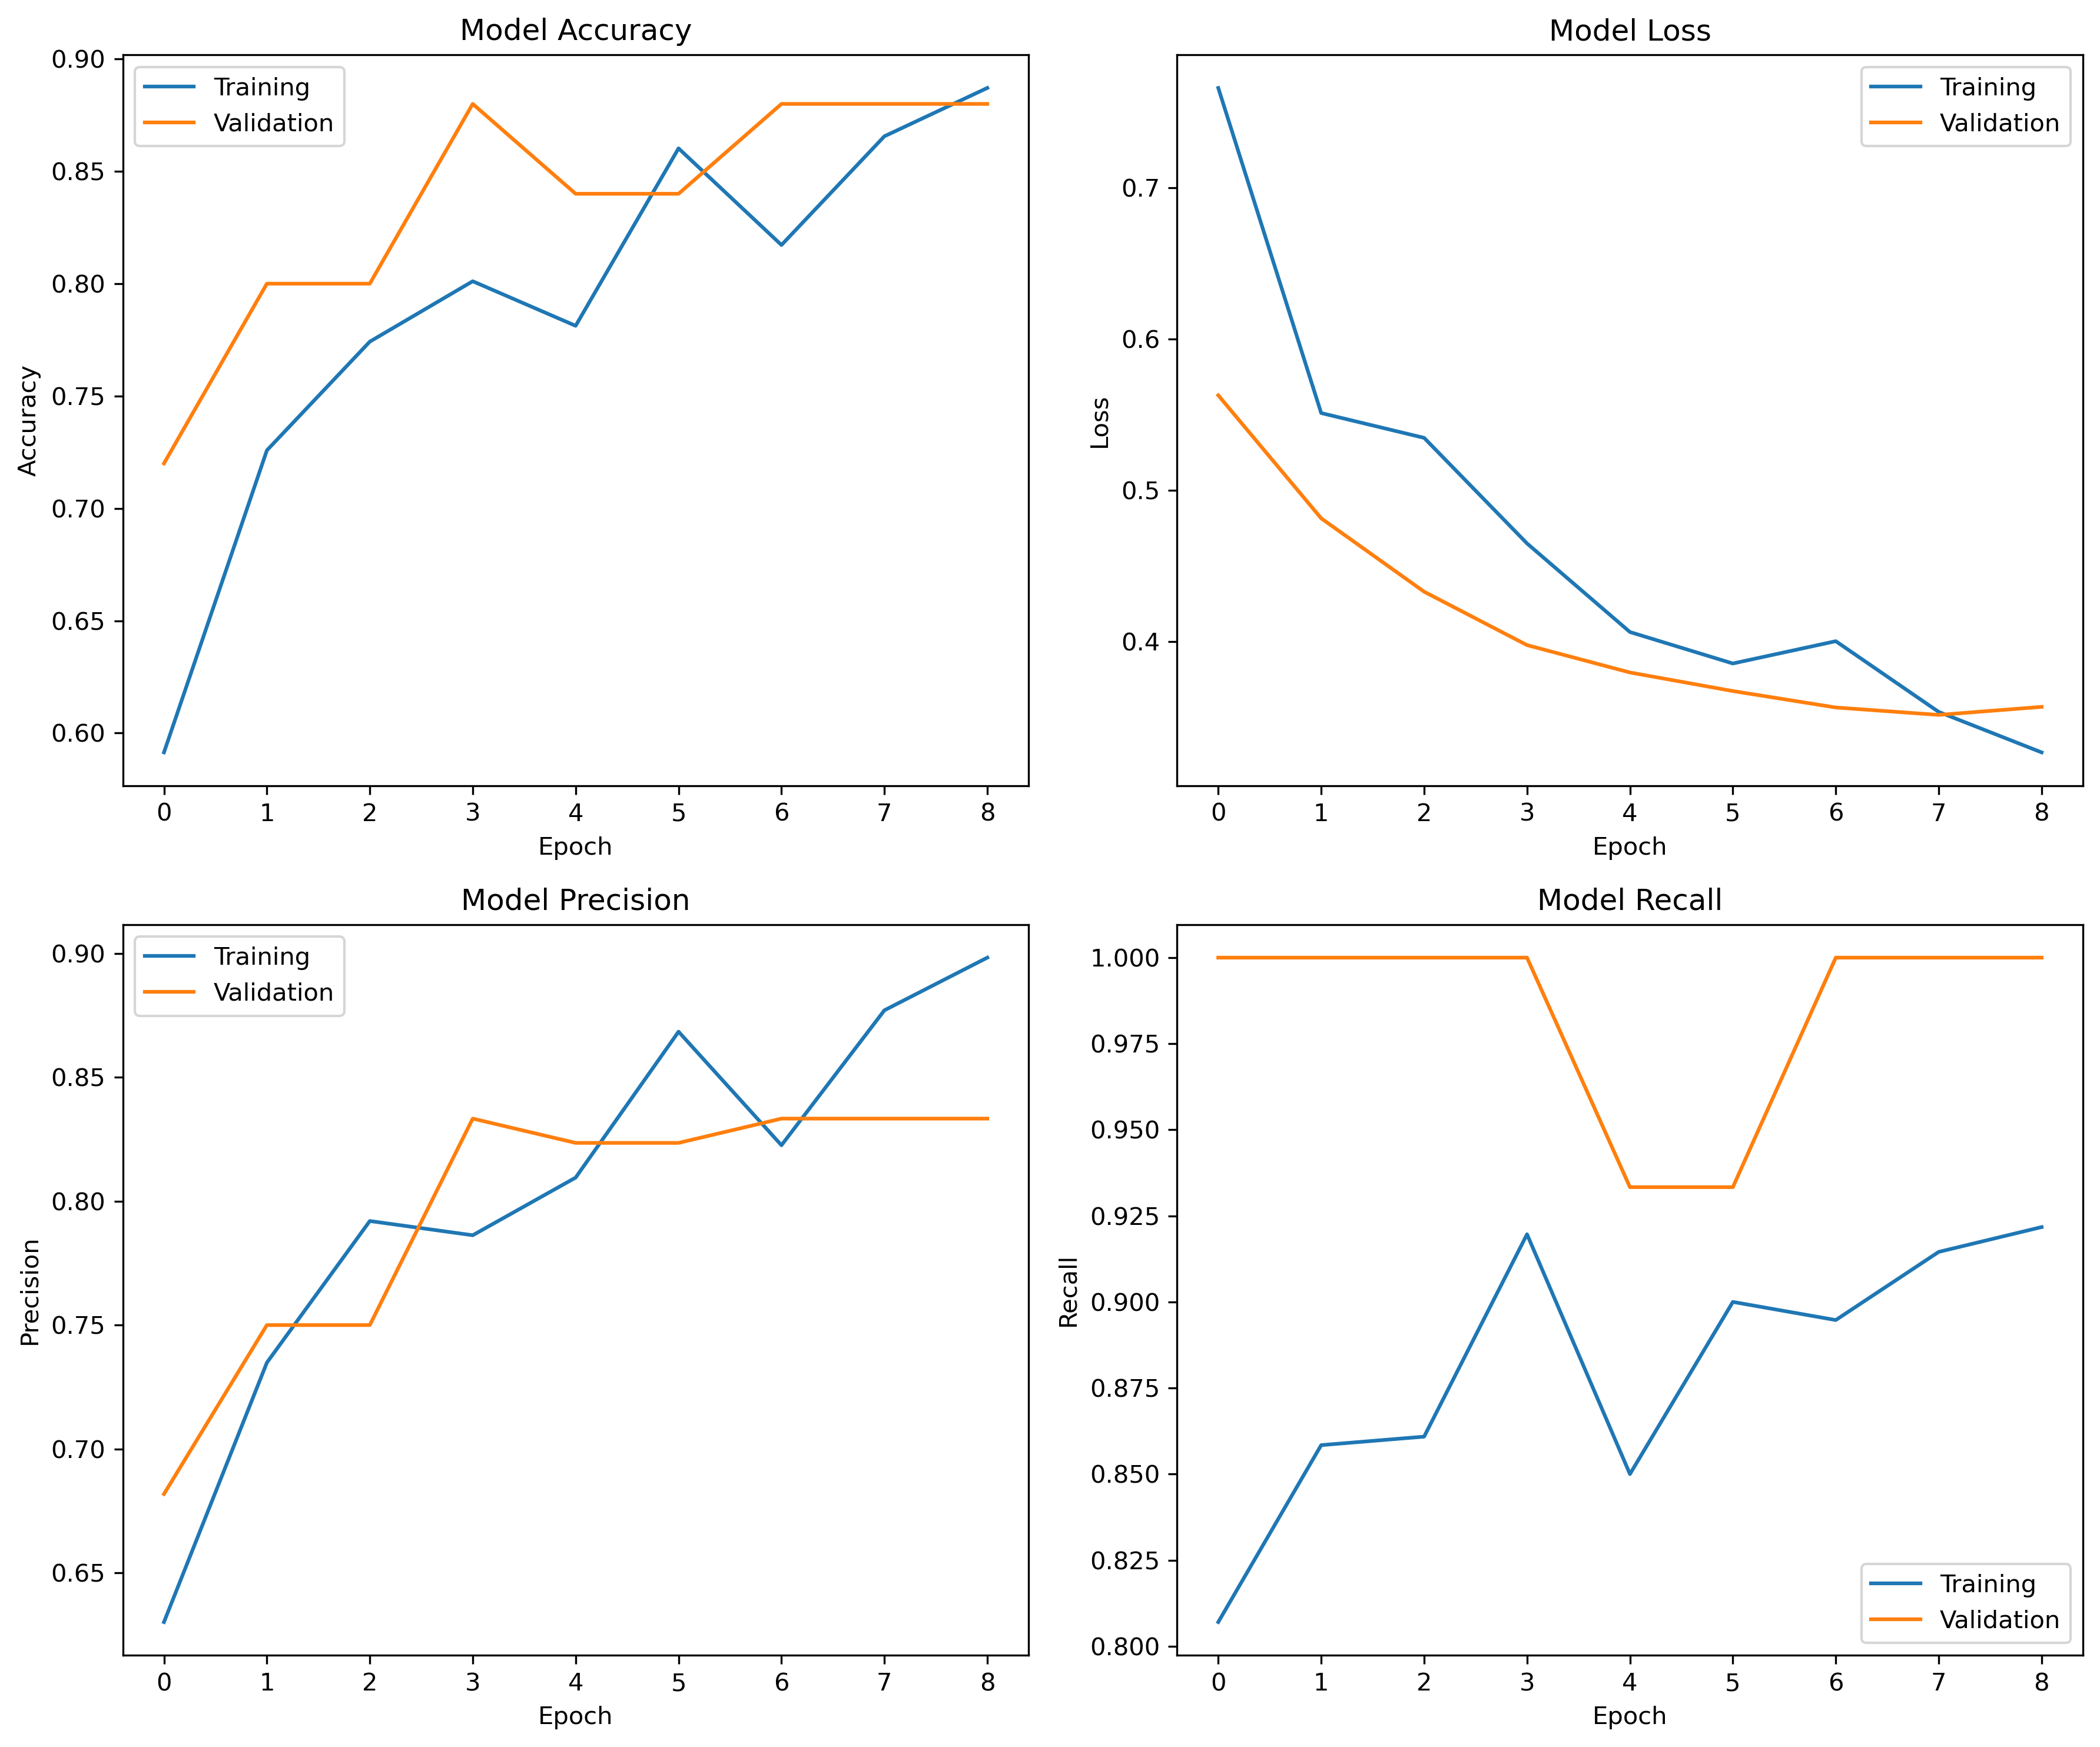 Model Accuracy
Training
Validation
0.90
0.85
0.80
0.75
0.70
0.65
0.60
Accuracy
0 1 2 3 4 5 6 7 8
Epoch
Model Loss
Training
Validation
0.7
0.6
0.5
0.4
Loss
0 1 2 3 4 5 6 7 8
Epoch
Model Precision
Training
Validation
0.90
0.85
0.80
0.75
0.70
0.65
Precision
0 1 2 3 4 5 6 7 8
Epoch
Model Recall
1.000
0.975
0.950
0.925
0.900
0.875
0.850
0.825
0.800
Recall
Training
Validation
0 1 2 3 4 5 6 7 8
Epoch